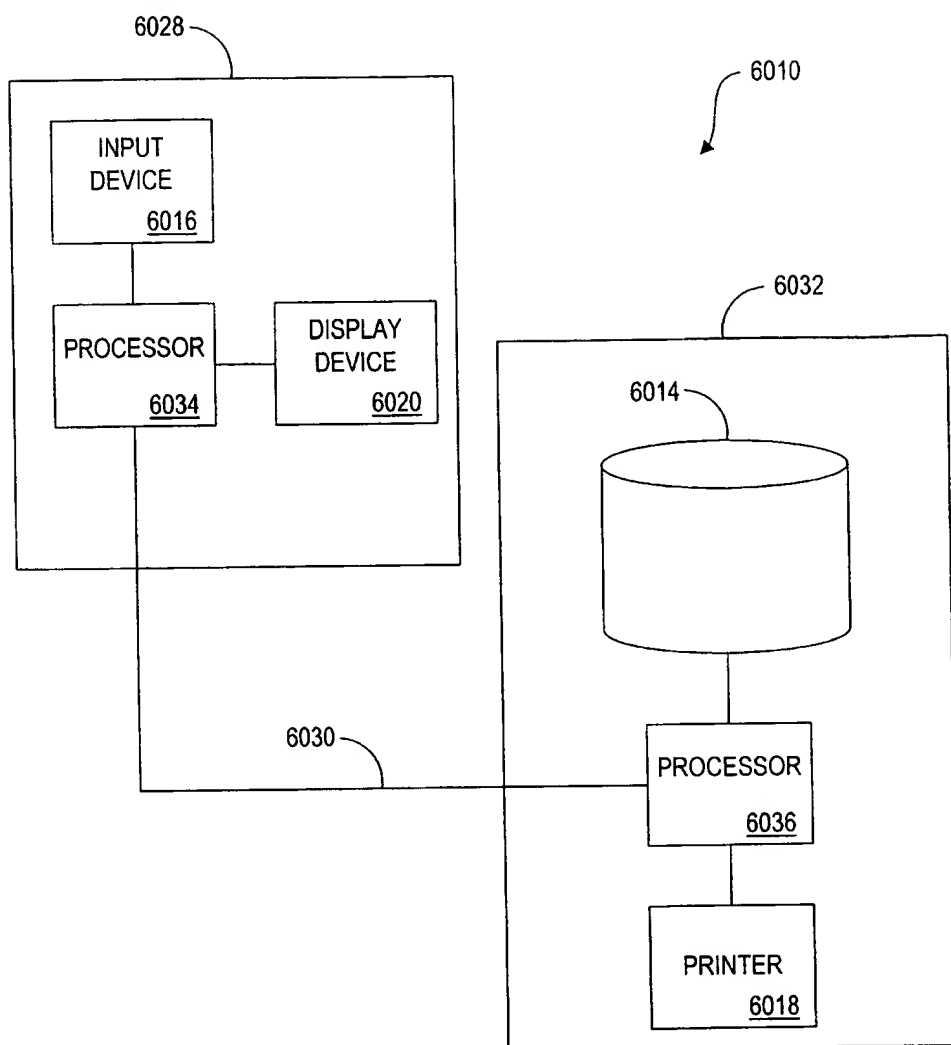 6028
6010
INPUT
DEVICE
6016
6032
PROCESSOR
6034
DISPLAY
DEVICE
6020
6014
6030
PROCESSOR
6036
PRINTER
6018